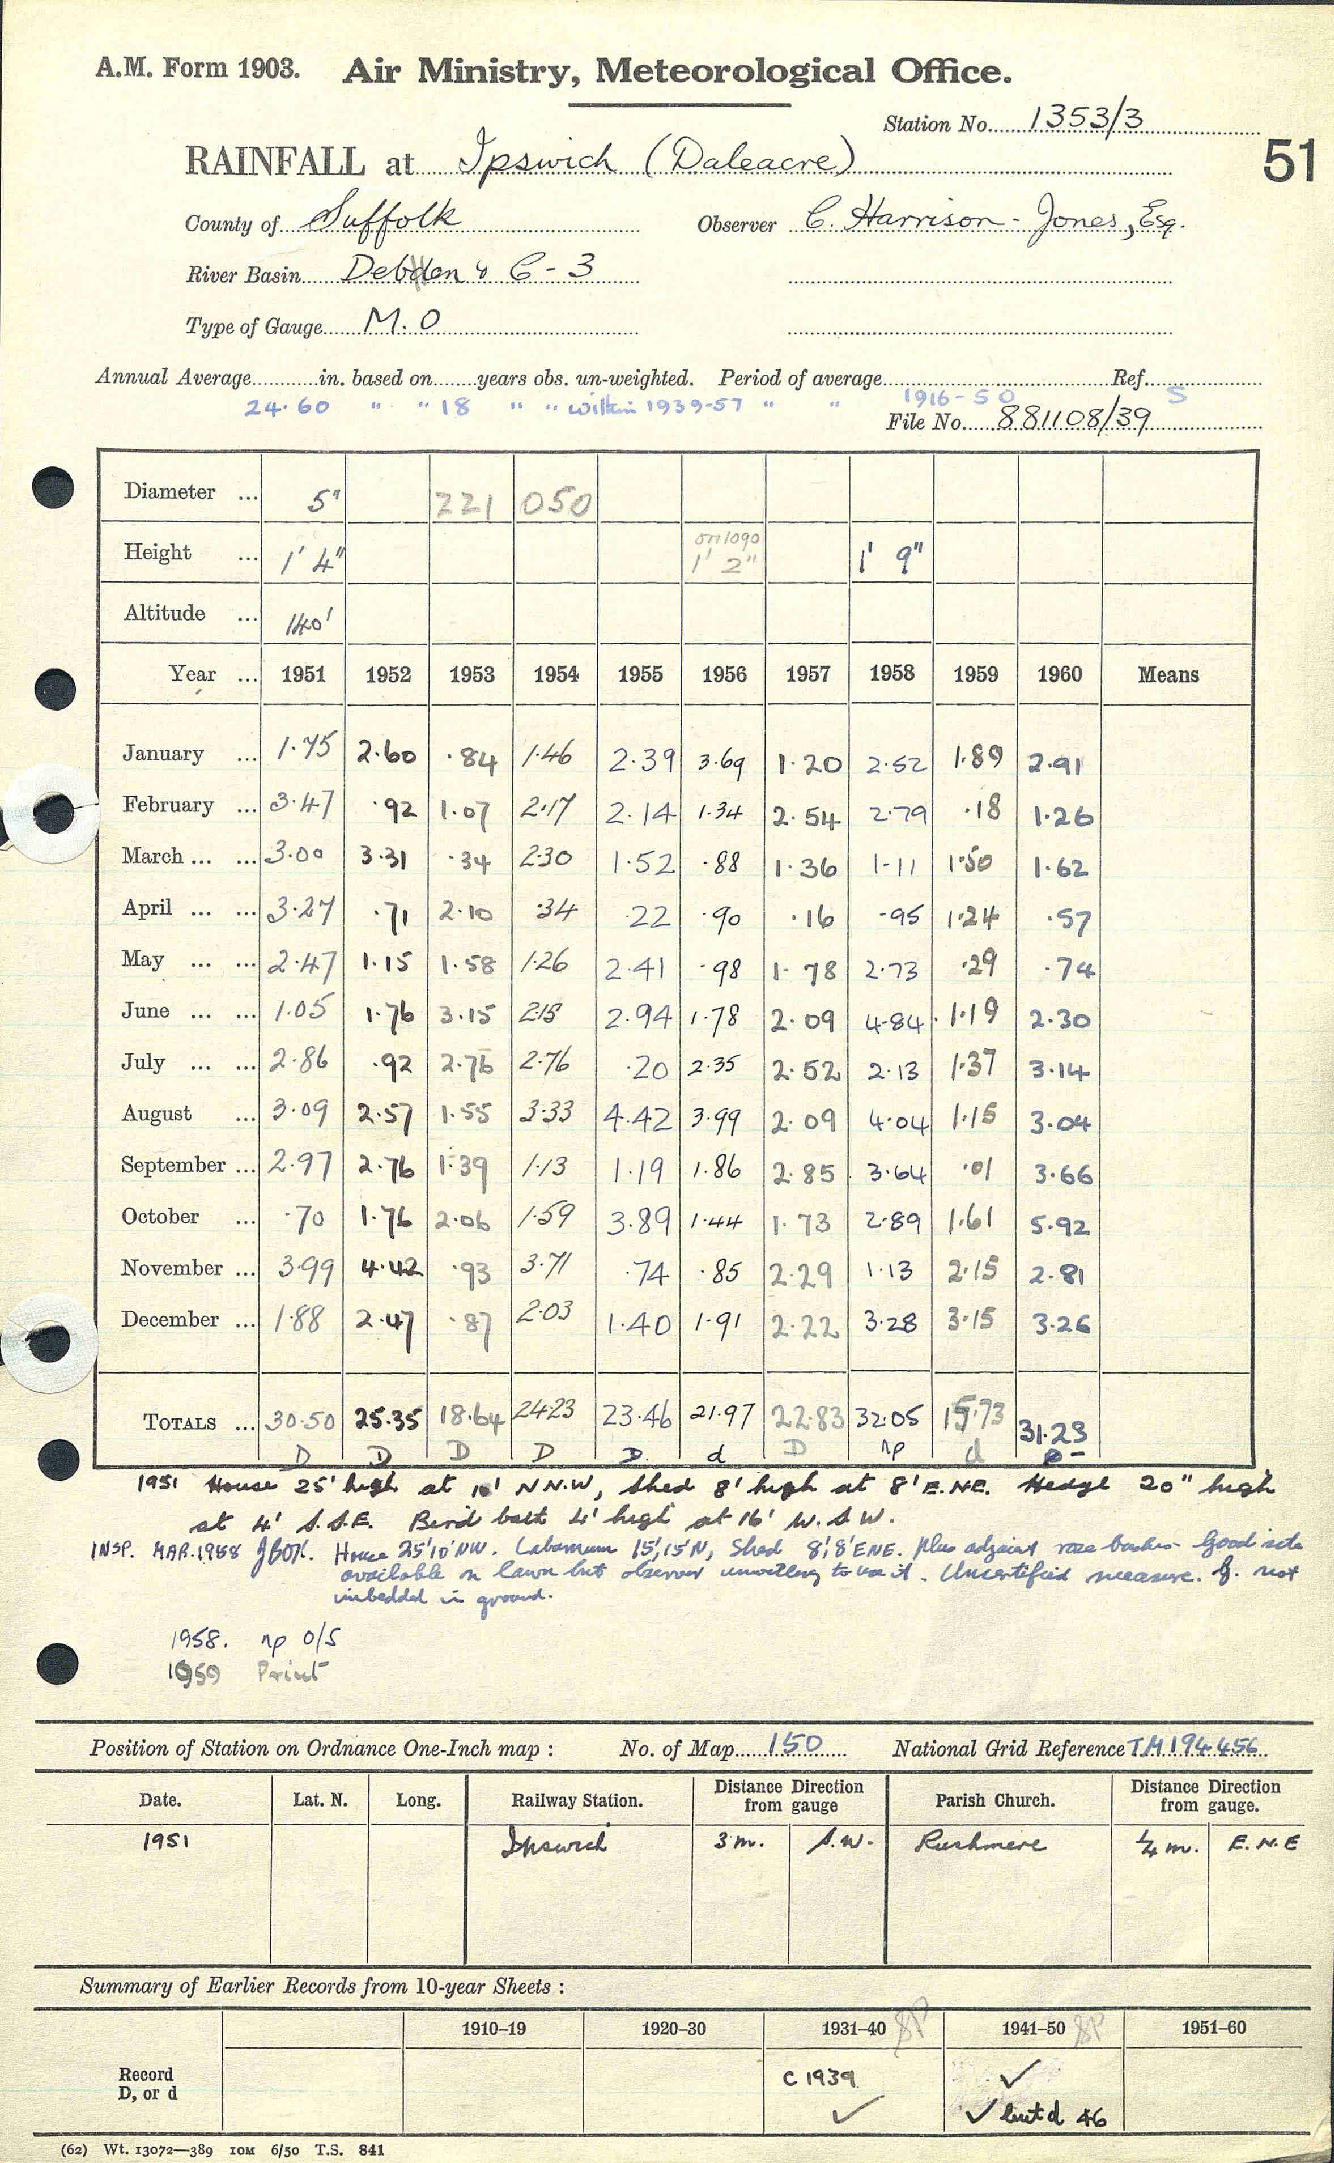 A.M. Form 1903. Air Ministry, Meteorological Office.
Station No. 1353/3
RAINFALL at Ipswich (Daleacre)
51
County of Suffolk Observer C. Harrison-Jones, Esq.
River Basin Debden & C-3
Type of Gauge M.O
Annual Average in. based on years obs. un-weighted. Period of average Ref.
24.60 " " 18 " " within 1939-57 " " 1916-50 S
File No. 881108/39
Diameter ... 5" 221 050
Height ... 1' 4" 1' 2" 1' 9"
Altitude ... 140'
Year ... 1951 1952 1953 1954 1955 1956 1957 1958 1959 1960 Means
January ... 1.75 2.60 .84 1.46 2.39 3.69 1.20 2.52 1.89 2.91
February ... 3.47 .92 1.07 2.17 2.14 1.34 2.54 2.79 .18 1.26
March ... ... 3.00 3.31 .34 2.30 1.52 .88 1.36 1.11 1.50 1.62
April ... ... 3.27 .71 2.10 .34 .22 .90 .16 .95 1.24 .57
May ... ... 2.47 1.15 1.58 1.26 2.41 .98 1.78 2.73 .29 .74
June ... ... 1.05 1.76 3.15 2.15 2.94 1.78 2.09 4.84 1.19 2.30
July ... ... 2.86 .92 2.76 2.76 .20 2.35 2.52 2.13 1.37 3.14
August ... 3.09 2.57 1.55 3.33 4.42 3.99 2.09 4.04 1.15 3.04
September ... 2.97 2.76 1.39 1.13 1.19 1.86 2.85 3.64 .01 3.66
October ... .70 1.76 2.06 1.59 3.89 1.44 1.73 2.89 1.61 5.92
November ... 3.99 4.42 .93 3.71 .74 .85 2.29 1.13 2.15 2.81
December ... 1.88 2.47 .87 2.03 1.40 1.91 2.22 3.28 3.15 3.26
TOTALS ... 30.50 25.35 18.64 24.23 23.46 21.97 22.83 32.05 15.73 31.23
D D D D D d D np d
1951 House 25' high at 10' N N.W, shed 8' high at 8' E.N.E. Hedge 20" high
at 4' S.S.E. Bird bath 4' high at 16' W.S.W.
INSP. MAR.1958 House 25'10'NW. Laburnum 15',15'N, Shed 8',8'ENE. Plus adjacent rose bushes Good site
available on lawn but observer unwilling to use it. Uncertified measure. G. not
imbedded in ground.
1958. np o/s
1959 Print
Position of Station on Ordnance One-Inch map : No. of Map 150 National Grid Reference TM194456
Date. Lat. N. Long. Railway Station. Distance Direction from gauge Parish Church. Distance Direction from gauge.
1951 Ipswich 3 m. S.W. Rushmere ¼ m. E.N.E
Summary of Earlier Records from 10-year Sheets :
1910-19 1920-30 1931-40 1941-50 1951-60
Record C 1939 ✓
D, or d ✓ ✓ but d 46
(62) Wt. 13072—389 10M 6/50 T.S. 841